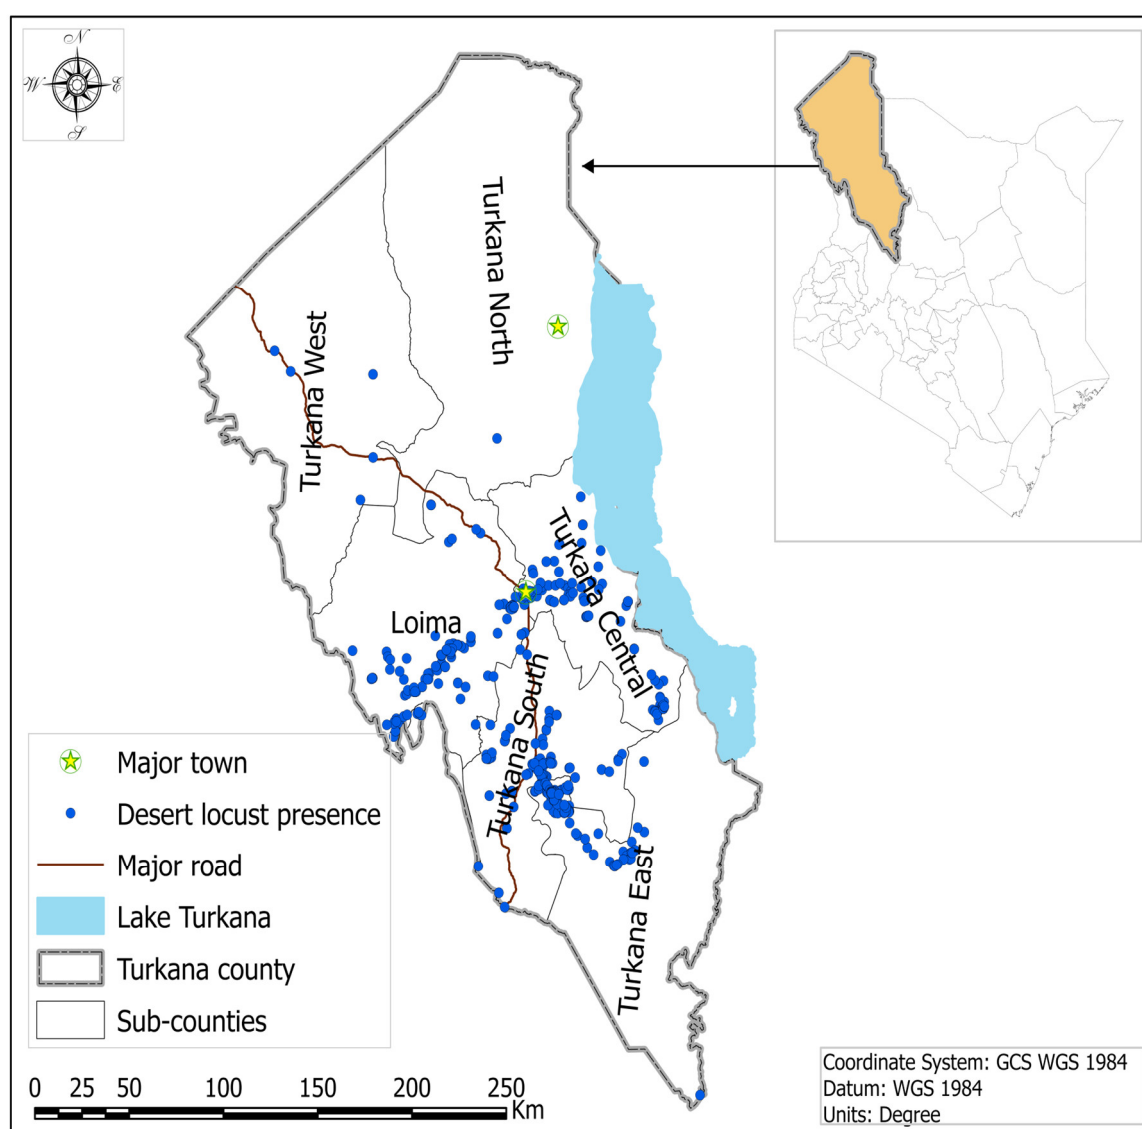 N
W
E
S
Turkana North
Turkana West
Turkana Central
Loima
Turkana South
Turkana East
Major town
Desert locust presence
Major road
Lake Turkana
Turkana county
Sub-counties
0 25 50 100 150 200 250
Km
Coordinate System: GCS WGS 1984
Datum: WGS 1984
Units: Degree